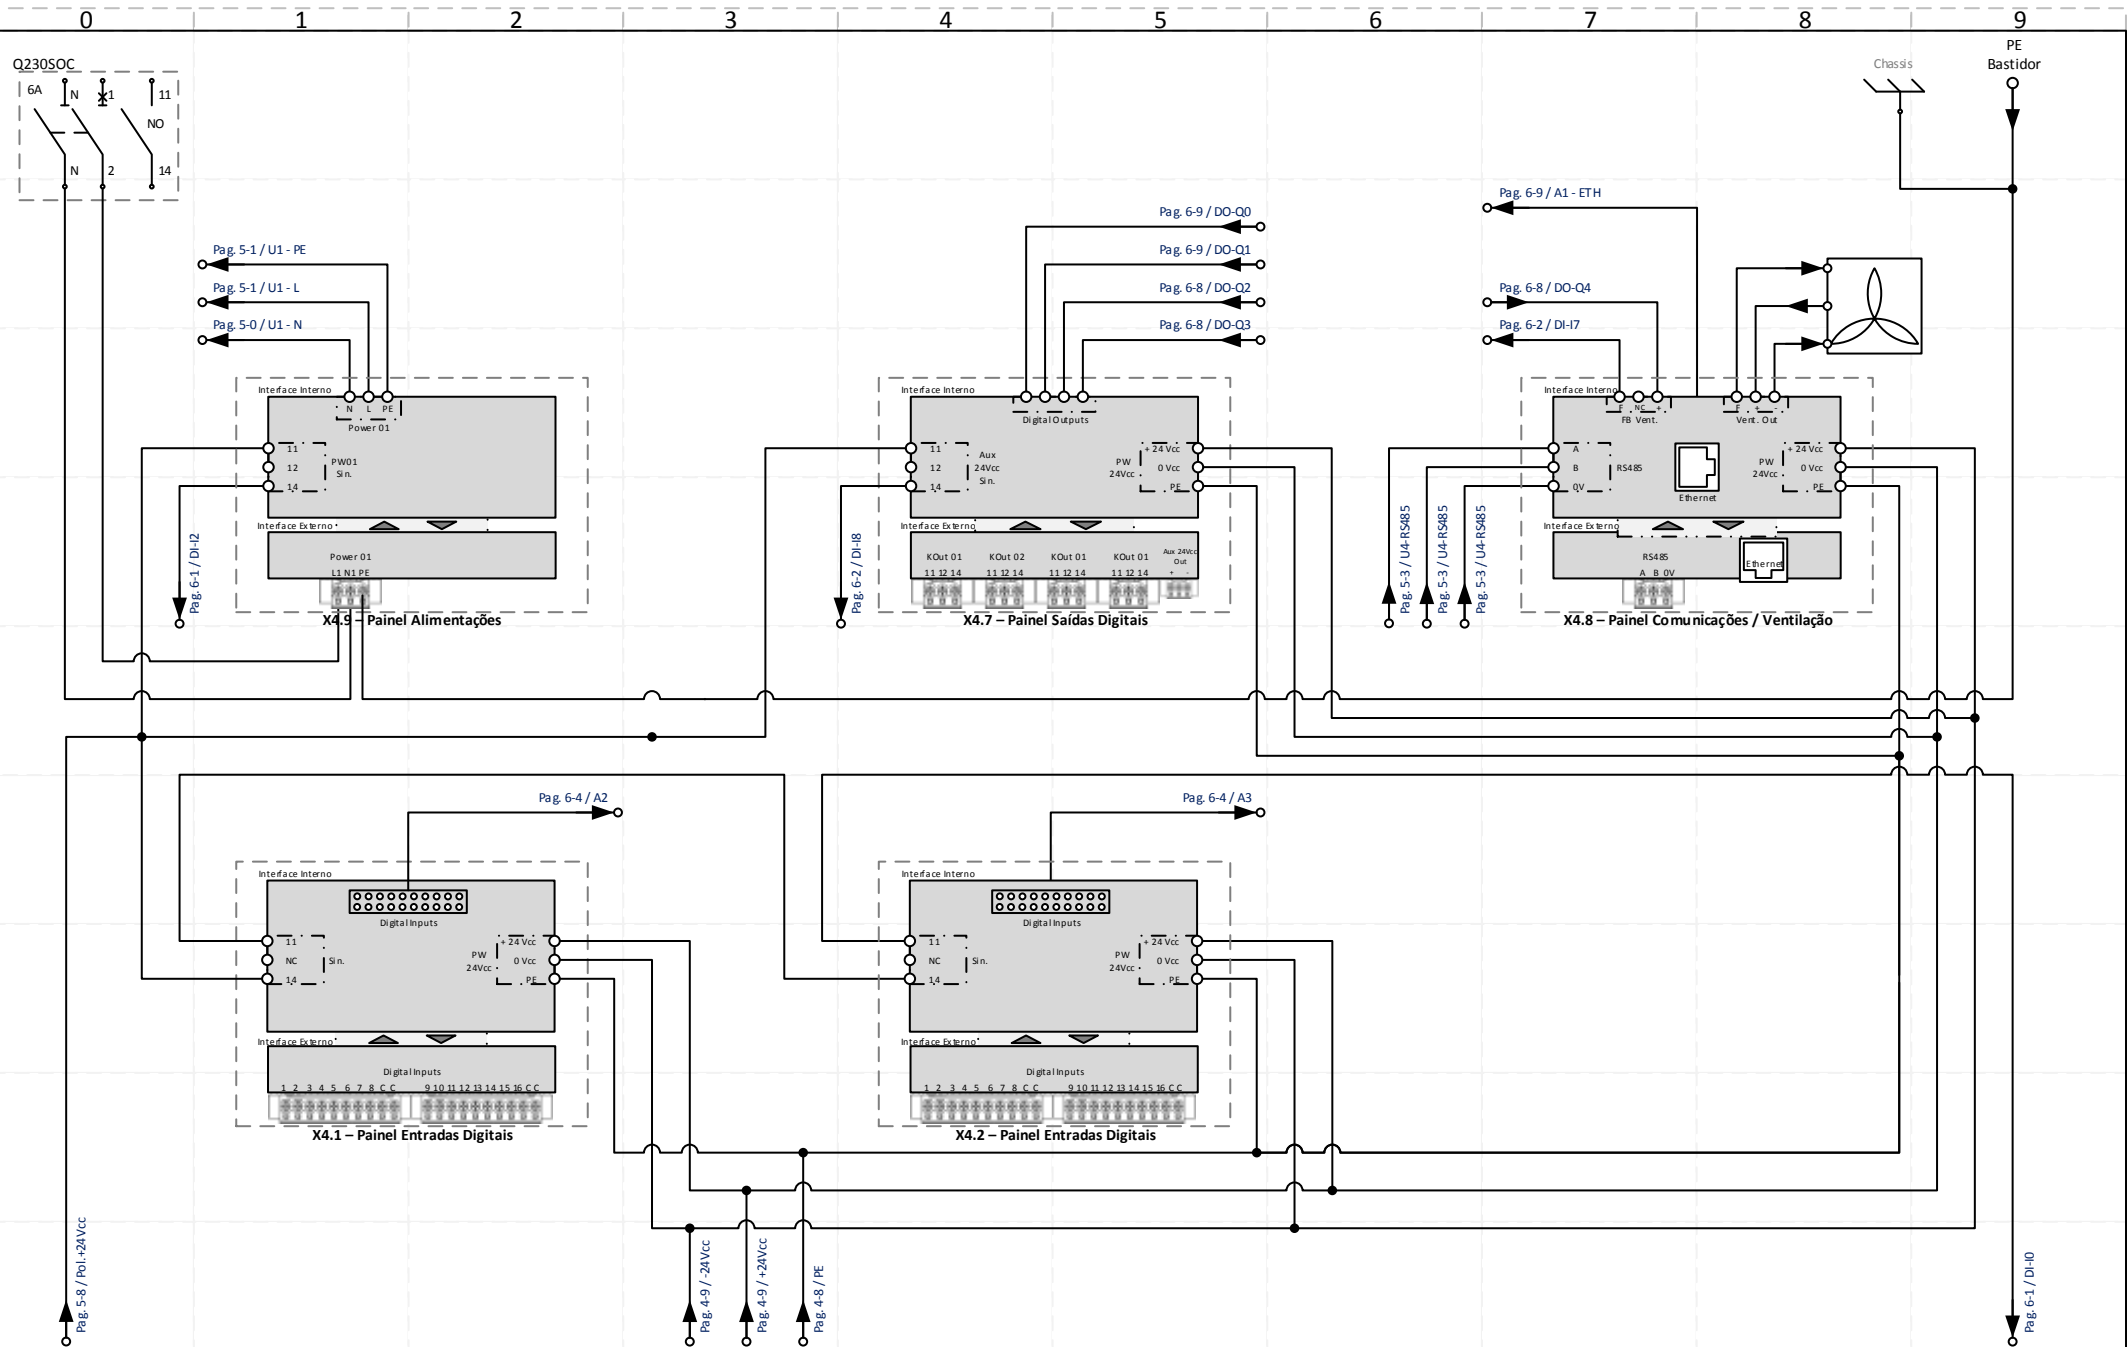 0 1 2 3 4 5 6 7 8 9
Q230SOC
6A N 1 11
NO
N 2 14
Chassis
PE
Bastidor
Pag. 5-1 / U1 - PE
Pag. 5-1 / U1 - L
Pag. 5-0 / U1 - N
Pag. 6-9 / DO-Q0
Pag. 6-9 / DO-Q1
Pag. 6-8 / DO-Q2
Pag. 6-8 / DO-Q3
Pag. 6-9 / A1 - ETH
Pag. 6-8 / DO-Q4
Pag. 6-2 / DI-I7
Interface Interno
N L PE
Power 01
11
12
14
PW01
Sin.
Interface Externo
Power 01
L1 N1 PE
X4.9 – Painel Alimentações
Pag. 6-1 / DI-I2
Interface Interno
Digital Outputs
11
12
14
Aux
24Vcc
Sin.
PW
24Vcc
+ 24 Vcc
0 Vcc
PE
Interface Externo
KOut 01 KOut 02 KOut 01 KOut 01
Aux 24Vcc
Out
11 12 14 11 12 14 11 12 14 11 12 14 + -
X4.7 – Painel Saídas Digitais
Pag. 6-2 / DI-I8
Interface Interno
F NC +
FB Vent.
F + -
Vent. Out
A
B
0V
RS485
Ethernet
PW
24Vcc
+ 24 Vcc
0 Vcc
PE
Interface Externo
RS485
A B 0V
Ethernet
X4.8 – Painel Comunicações / Ventilação
Pag. 5-3 / U4-RS485
Pag. 5-3 / U4-RS485
Pag. 5-3 / U4-RS485
Pag. 6-4 / A2
Interface Interno
Digital Inputs
11
NC
14
Sin.
PW
24Vcc
+ 24 Vcc
0 Vcc
PE
Interface Externo
Digital Inputs
1 2 3 4 5 6 7 8 C C 9 10 11 12 13 14 15 16 C C
X4.1 – Painel Entradas Digitais
Pag. 6-4 / A3
Interface Interno
Digital Inputs
11
NC
14
Sin.
PW
24Vcc
+ 24 Vcc
0 Vcc
PE
Interface Externo
Digital Inputs
1 2 3 4 5 6 7 8 C C 9 10 11 12 13 14 15 16 C C
X4.2 – Painel Entradas Digitais
Pag. 5-8 / Pol.+24Vcc
Pag. 4-9 / -24Vcc
Pag. 4-9 / +24Vcc
Pag. 4-8 / PE
Pag. 6-1 / DI-I0